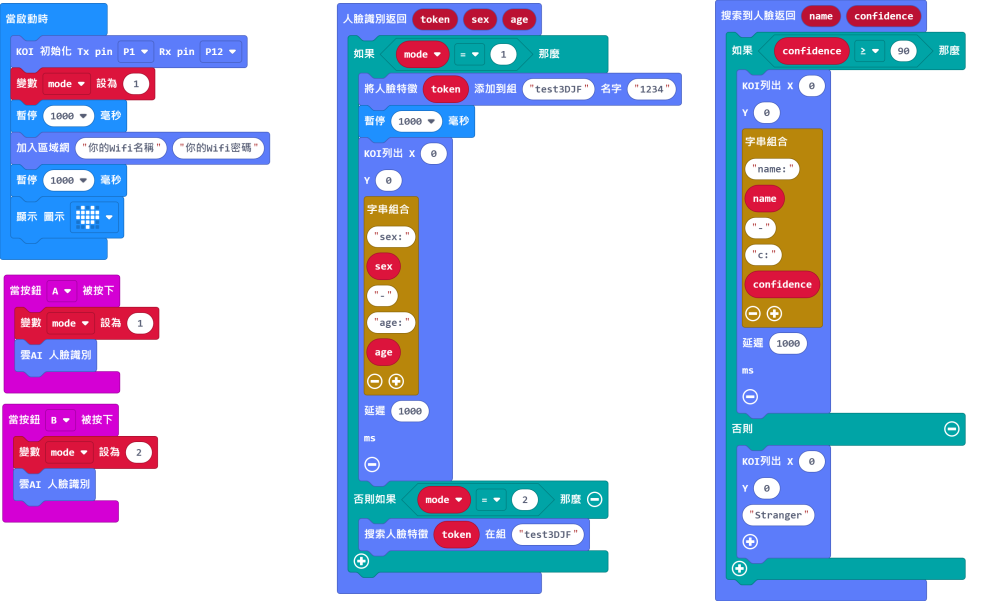 當啟動時
KOI 初始化 Tx pin P1 Rx pin P12
變數 mode 設為 1
暫停 1000 毫秒
加入區域網 "你的Wifi名稱" "你的Wifi密碼"
暫停 1000 毫秒
顯示 圖示
當按鈕 A 被按下
變數 mode 設為 1
雲AI 人臉識別
當按鈕 B 被按下
變數 mode 設為 2
雲AI 人臉識別
人臉識別返回 token sex age
如果 mode = 1 那麼
將人臉特徵 token 添加到組 "test3DJF" 名字 "1234"
暫停 1000 毫秒
KOI列出 X 0
Y 0
字串組合
"sex:"
sex
"-"
"age:"
age
延遲 1000
ms
否則如果 mode = 2 那麼
搜索人臉特徵 token 在組 "test3DJF"
搜索到人臉返回 name confidence
如果 confidence ≥ 90 那麼
KOI列出 X 0
Y 0
字串組合
"name:"
name
"-"
"c:"
confidence
延遲 1000
ms
否則
KOI列出 X 0
Y 0
"Stranger"